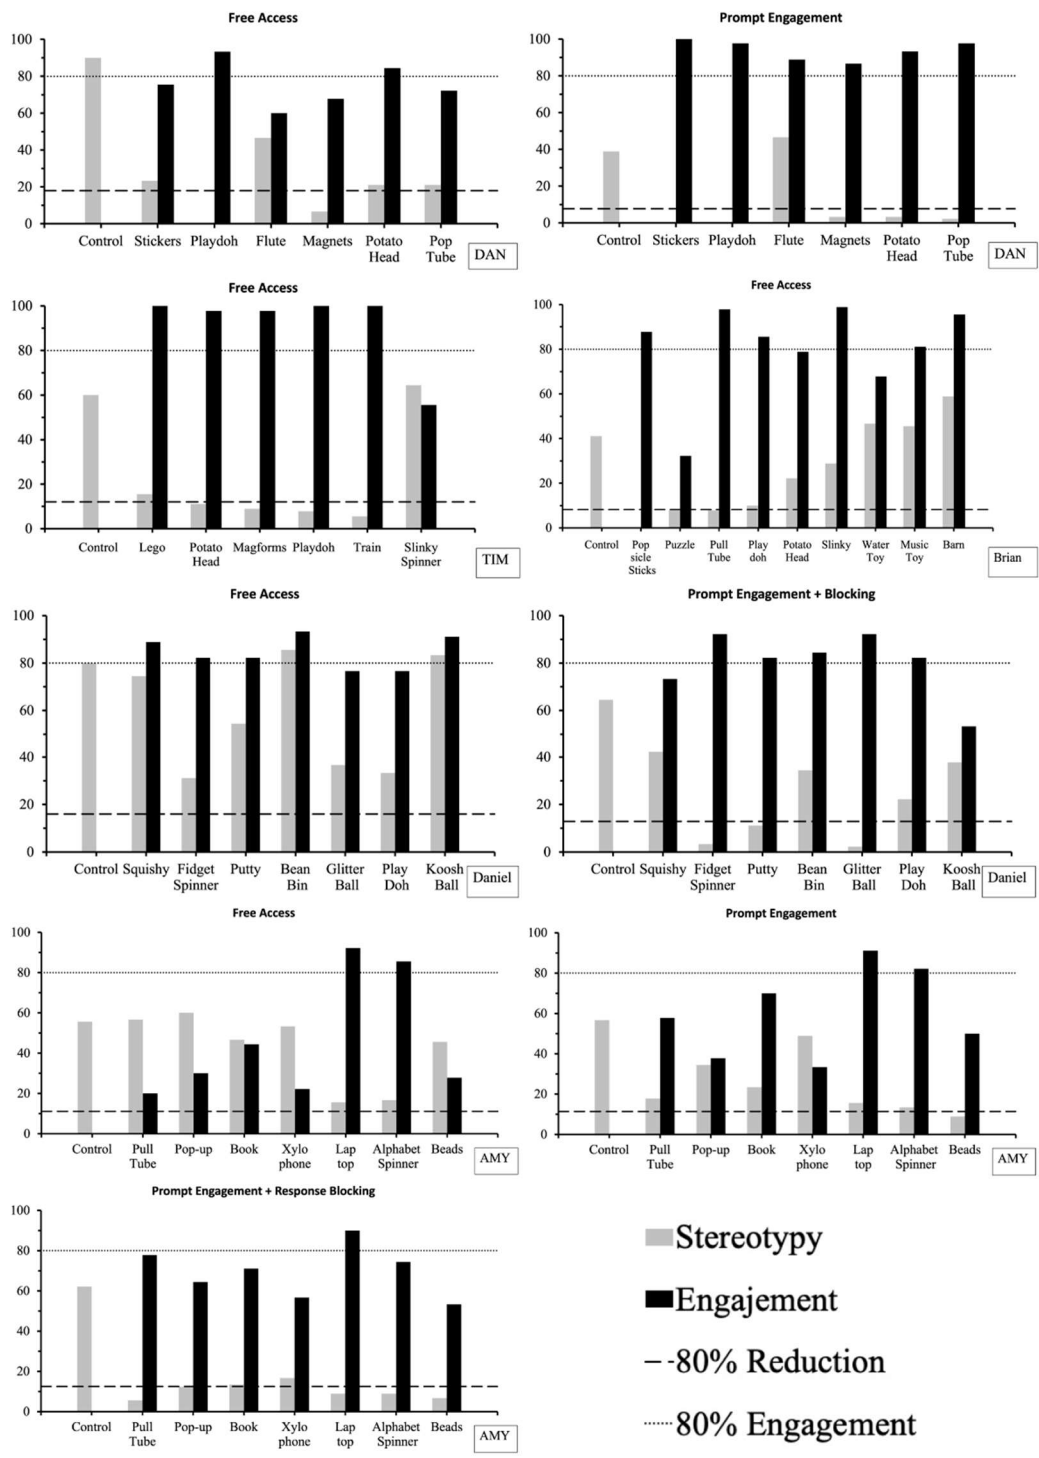 Free Access
100
80
60
40
20
0
Control Stickers Playdoh Flute Magnets Potato Head Pop Tube
DAN
Prompt Engagement
100
80
60
40
20
0
Control Stickers Playdoh Flute Magnets Potato Head Pop Tube
DAN
Free Access
100
80
60
40
20
0
Control Lego Potato Head Magforms Playdoh Train Slinky Spinner
TIM
Free Access
100
80
60
40
20
0
Control Pop sicle Sticks Puzzle Pull Tube Play doh Potato Head Slinky Water Toy Music Toy Barn
Brian
Free Access
100
80
60
40
20
0
Control Squishy Fidget Spinner Putty Bean Bin Glitter Ball Play Doh Koosh Ball
Daniel
Prompt Engagement + Blocking
100
80
60
40
20
0
Control Squishy Fidget Spinner Putty Bean Bin Glitter Ball Play Doh Koosh Ball
Daniel
Free Access
100
80
60
40
20
0
Control Pull Tube Pop-up Book Xylo phone Lap top Alphabet Spinner Beads
AMY
Prompt Engagement
100
80
60
40
20
0
Control Pull Tube Pop-up Book Xylo phone Lap top Alphabet Spinner Beads
AMY
Prompt Engagement + Response Blocking
100
80
60
40
20
0
Control Pull Tube Pop-up Book Xylo phone Lap top Alphabet Spinner Beads
AMY
Stereotypy
Engajement
80% Reduction
80% Engagement